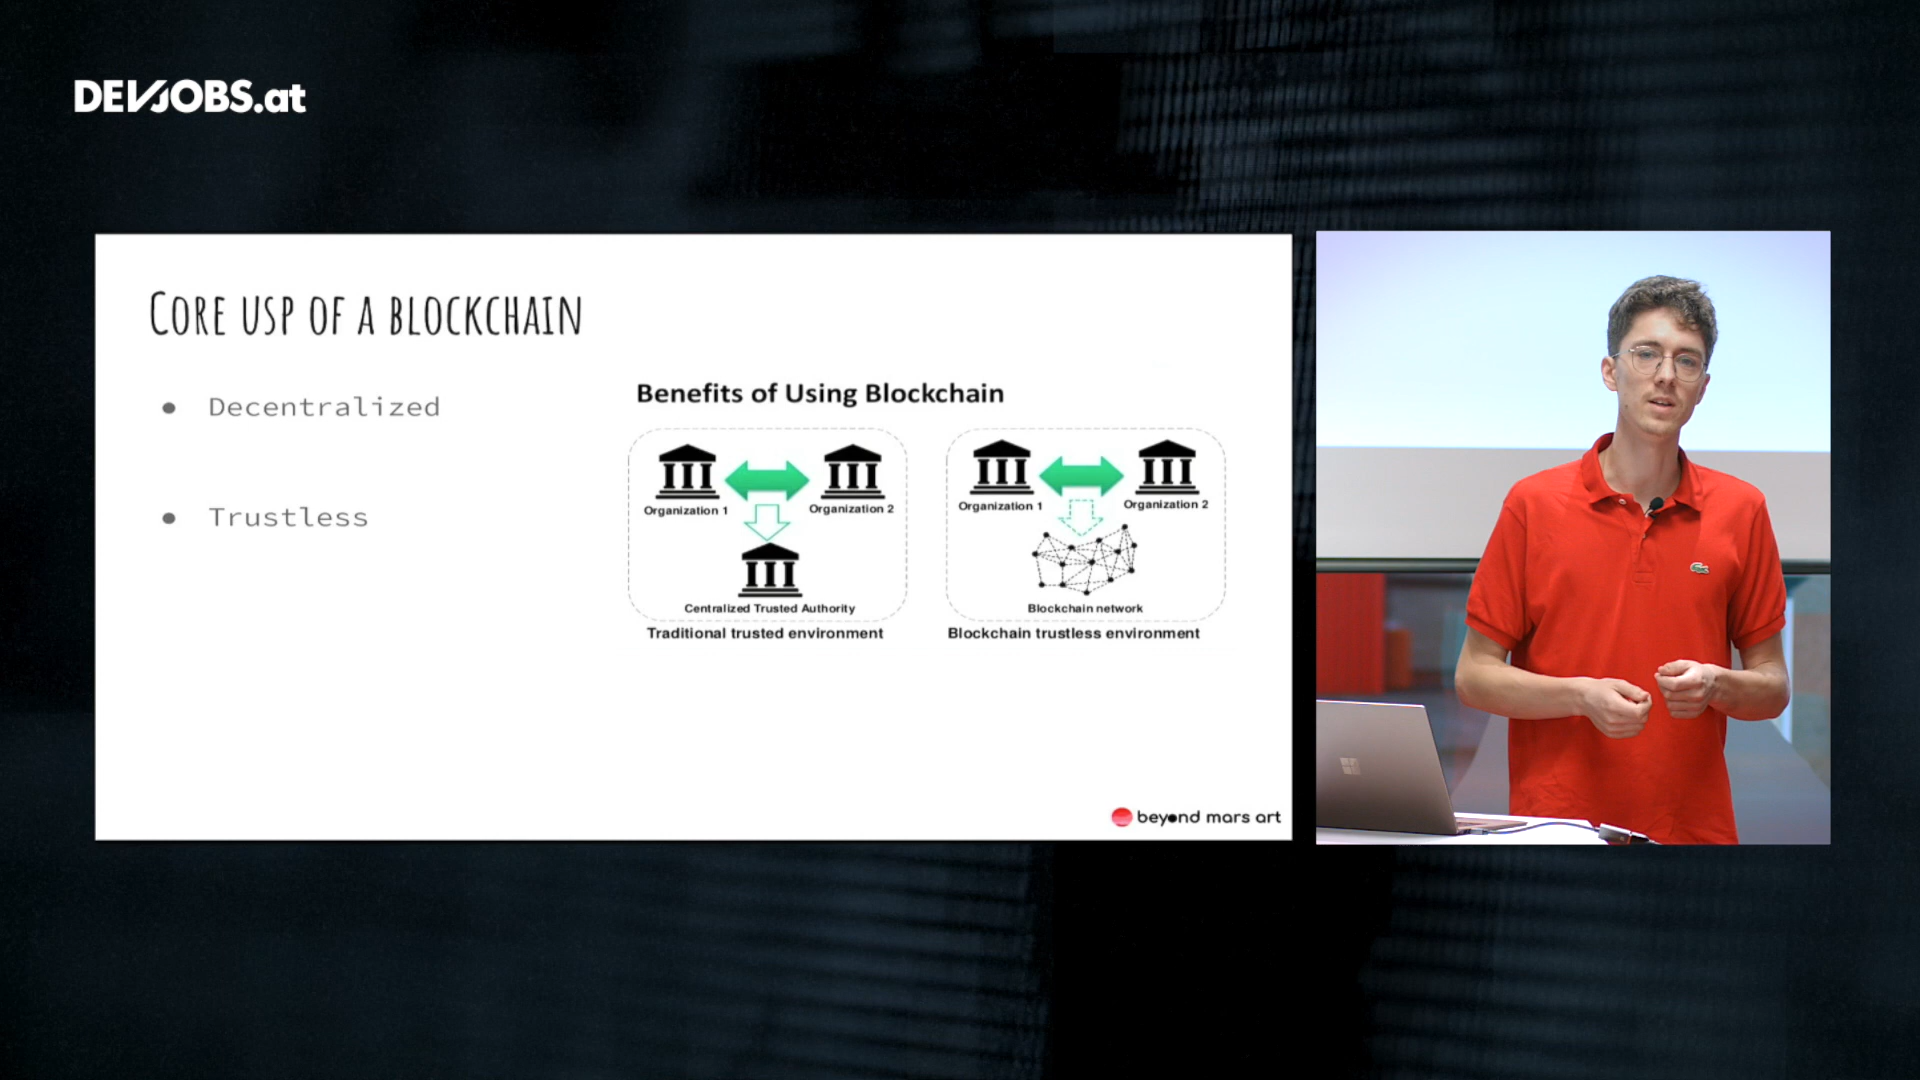 DEVJOBS.at
CORE USP OF A BLOCKCHAIN
● Decentralized
● Trustless
Benefits of Using Blockchain
Organization 1
Organization 2
Centralized Trusted Authority
Traditional trusted environment
Organization 1
Organization 2
Blockchain network
Blockchain trustless environment
beyond mars art